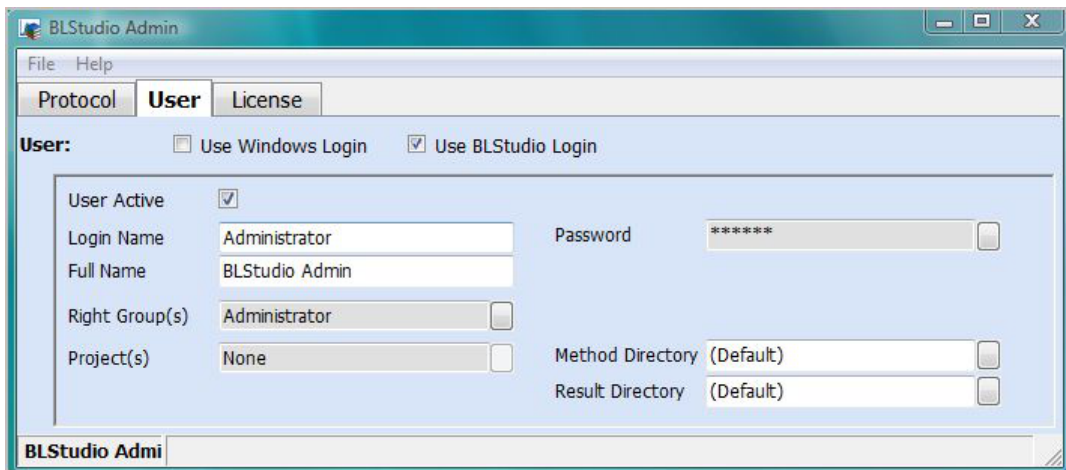 BLStudio Admin
File Help
Protocol User License
User: Use Windows Login Use BLStudio Login
User Active
Login Name Administrator Password ******
Full Name BLStudio Admin
Right Group(s) Administrator
Project(s) None Method Directory (Default)
Result Directory (Default)
BLStudio Admi